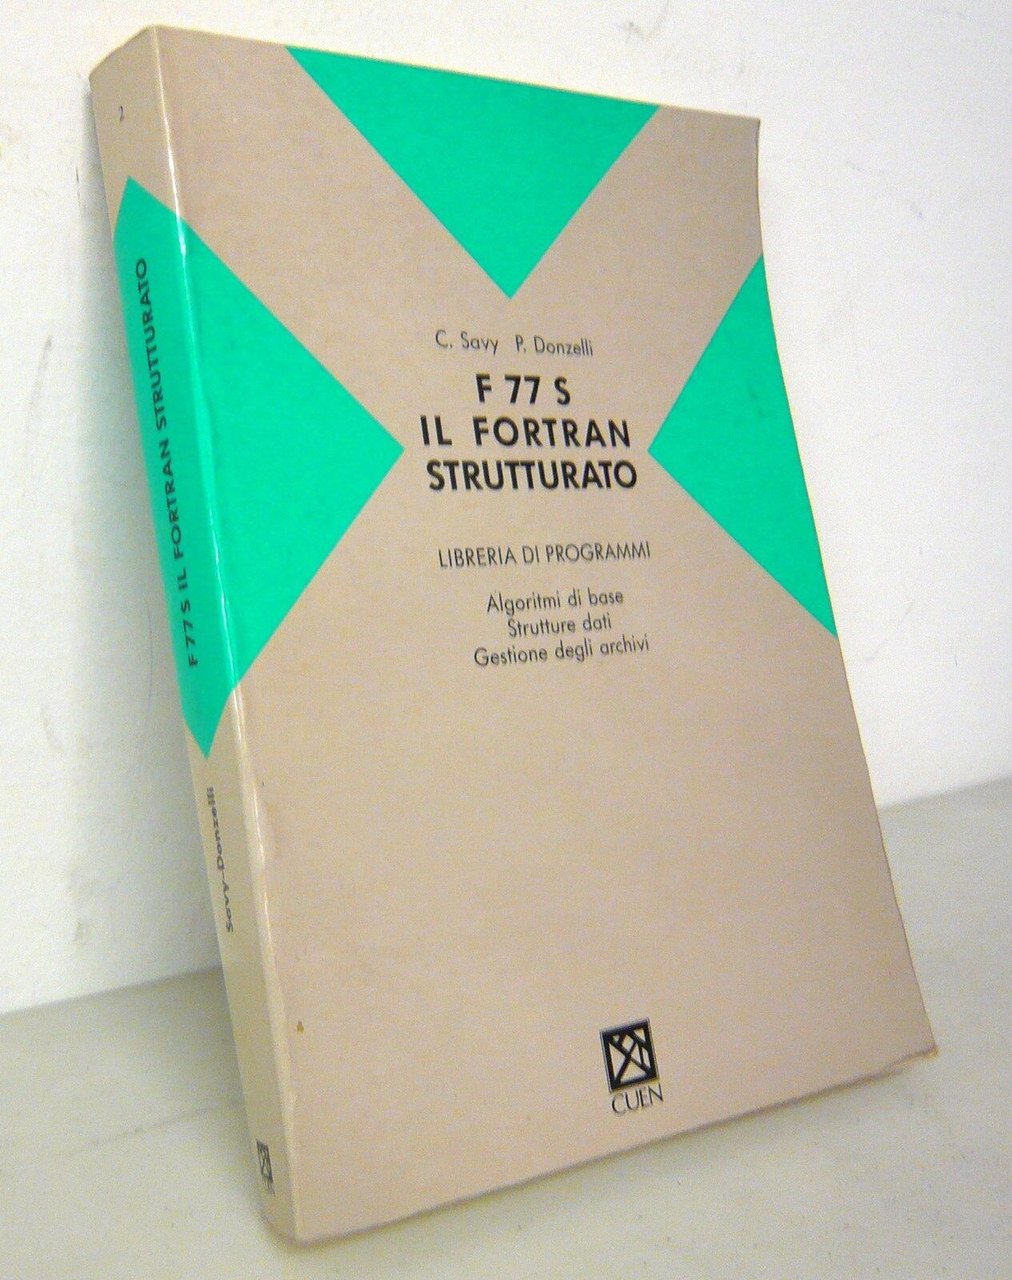 2
F 77 S IL FORTRAN STRUTTURATO
Savy-Donzelli
C. Savy P. Donzelli
F 77 S
IL FORTRAN
STRUTTURATO
LIBRERIA DI PROGRAMMI
Algoritmi di base
Strutture dati
Gestione degli archivi
CUEN